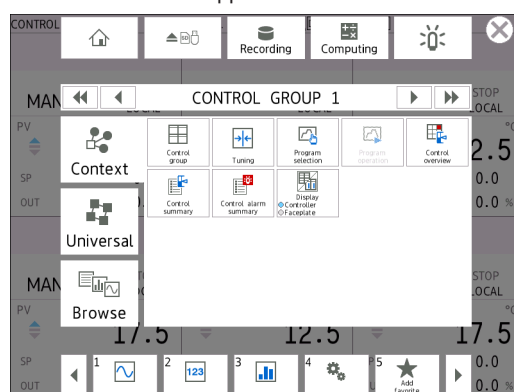 CONTROL
Recording
Computing
CONTROL GROUP 1
MAN
STOP
LOCAL
PV
°C
2.5
SP
0.0
OUT
0.0 %
Context
Universal
Browse
Control
group
Tuning
Program
selection
Program
operation
Control
overview
Control
summary
Control alarm
summary
Display
Controller
Faceplate
MAN
STOP
LOCAL
PV
17.5
12.5
17.5
SP
0.0
OUT
0.0 %
1
2
123
3
4
5
Add
favorite